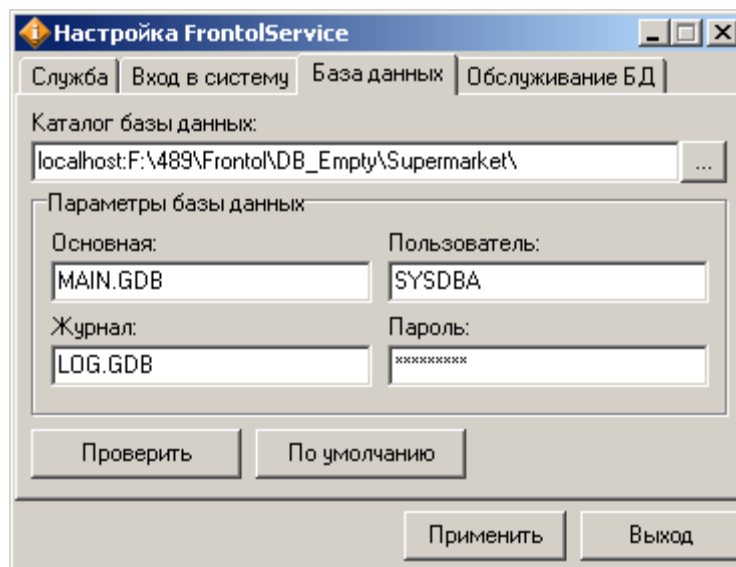 Настройка FrontolService
Служба Вход в систему База данных Обслуживание БД
Каталог базы данных:
localhost:F:\489\Frontol\DB_Empty\Supermarket\ ...
Параметры базы данных
Основная: Пользователь:
MAIN.GDB SYSDBA
Журнал: Пароль:
LOG.GDB *********
Проверить По умолчанию
Применить Выход